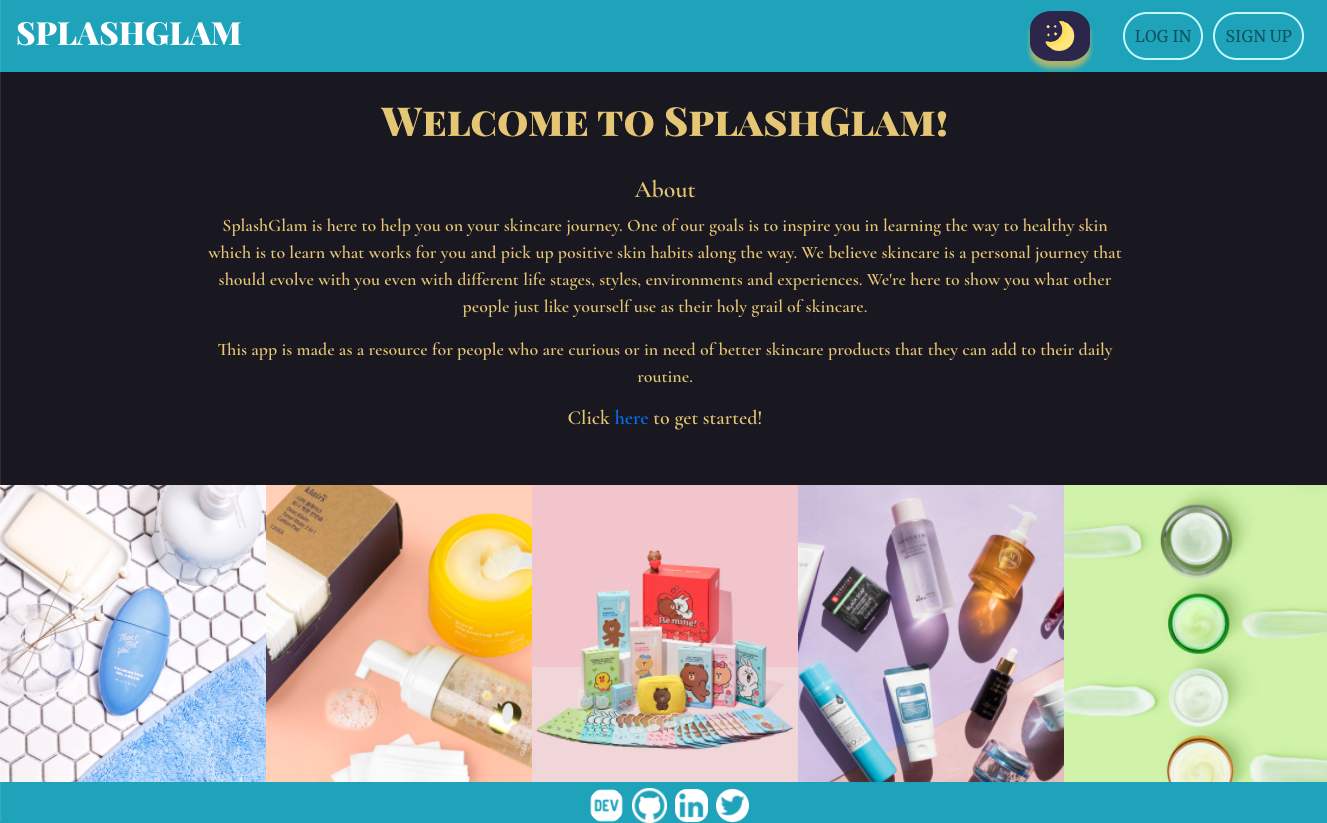 SPLASHGLAM
LOG IN
SIGN UP
Welcome to SplashGlam!
About
SplashGlam is here to help you on your skincare journey. One of our goals is to inspire you in learning the way to healthy skin
which is to learn what works for you and pick up positive skin habits along the way. We believe skincare is a personal journey that
should evolve with you even with different life stages, styles, environments and experiences. We're here to show you what other
people just like yourself use as their holy grail of skincare.
This app is made as a resource for people who are curious or in need of better skincare products that they can add to their daily
routine.
Click here to get started!
klairs
Then I
met
you
Be mine!
DEV
in